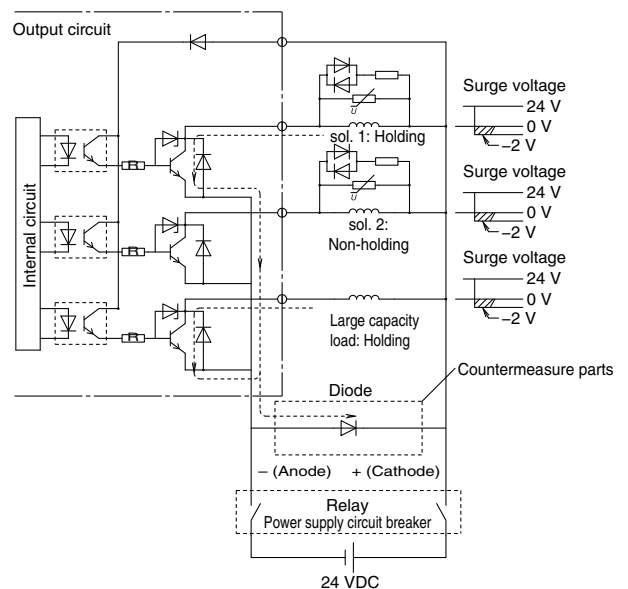 Output circuit
Internal circuit
R
R
R
U
sol. 1: Holding
U
sol. 2:
Non-holding
Large capacity
load: Holding
Surge voltage
24 V
0 V
–2 V
Surge voltage
24 V
0 V
–2 V
Surge voltage
24 V
0 V
–2 V
Countermeasure parts
Diode
– (Anode) + (Cathode)
Relay
Power supply circuit breaker
24 VDC